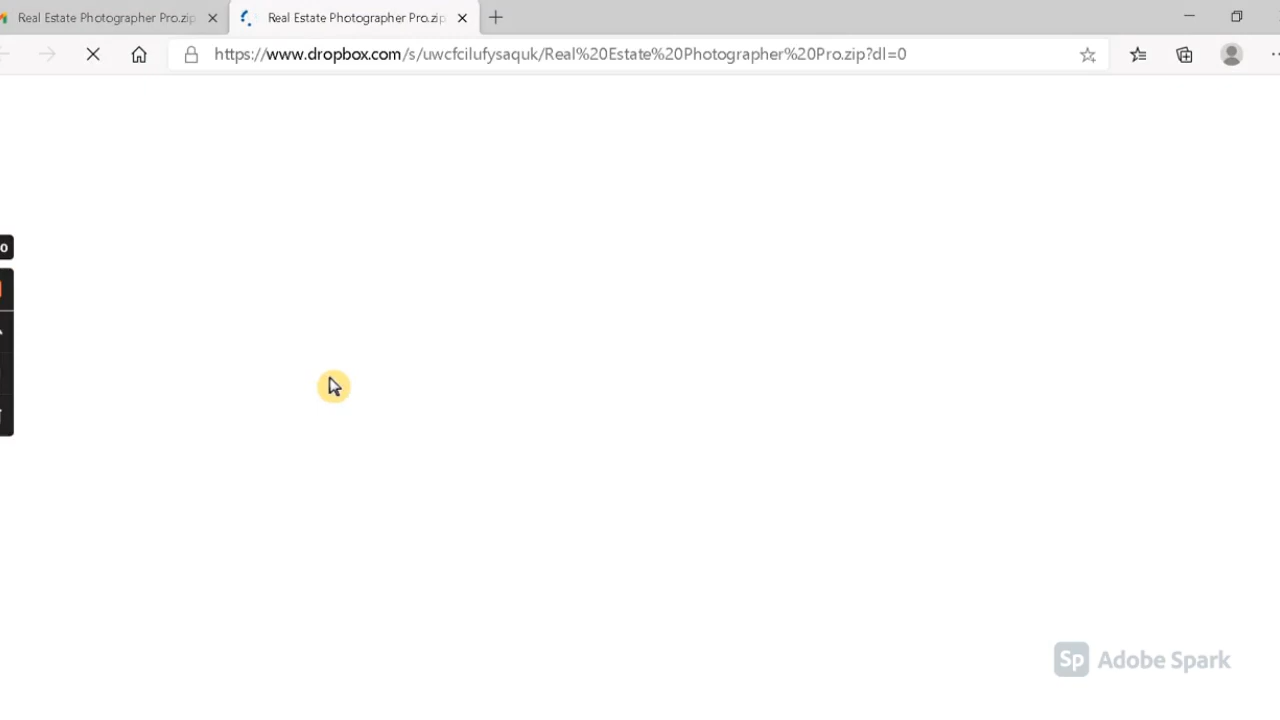 Real Estate Photographer Pro.zip
Real Estate Photographer Pro.zip
https://www.dropbox.com/s/uwcfcilufysaquk/Real%20Estate%20Photographer%20Pro.zip?dl=0
o
Sp Adobe Spark